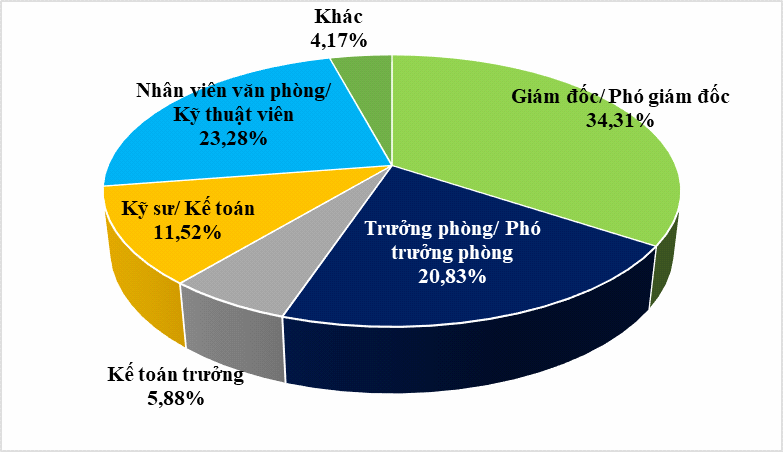 Khác
4,17%
Giám đốc/ Phó giám đốc
34,31%
Nhân viên văn phòng/
Kỹ thuật viên
23,28%
Kỹ sư/ Kế toán
11,52%
Trưởng phòng/ Phó
trưởng phòng
20,83%
Kế toán trưởng
5,88%